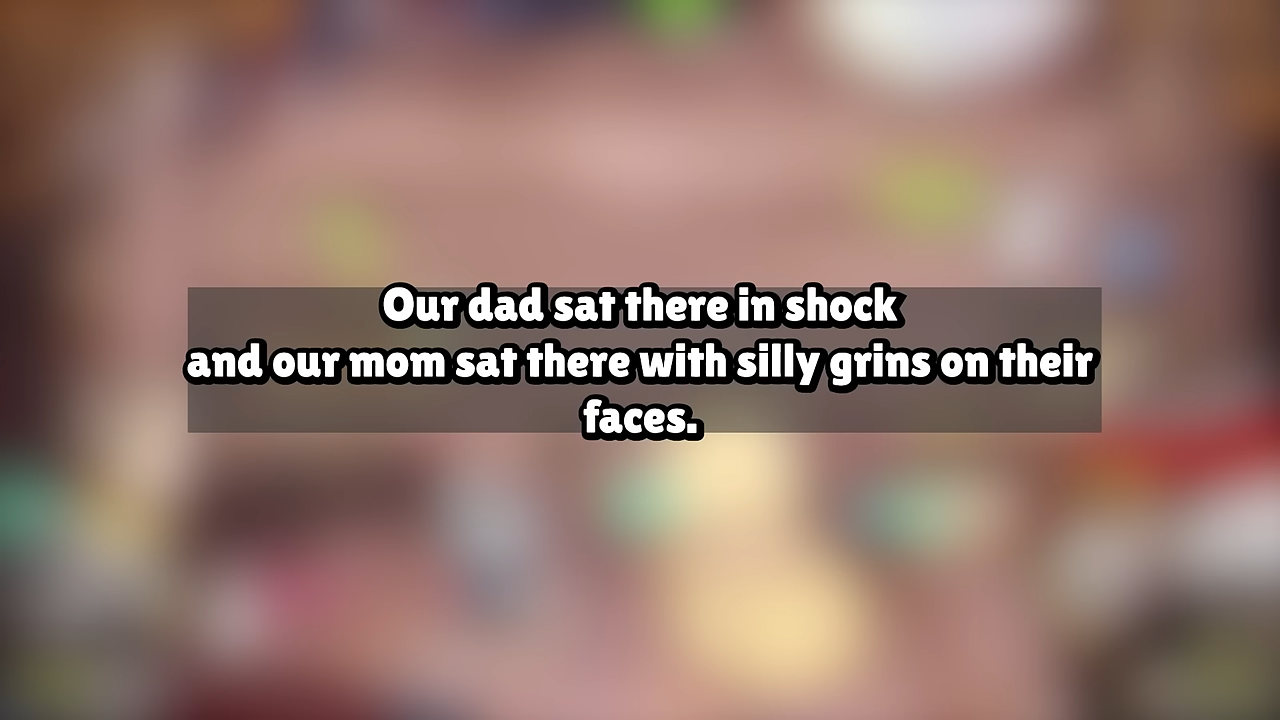 Our dad sat there in shock
and our mom sat there with silly grins on their
faces.